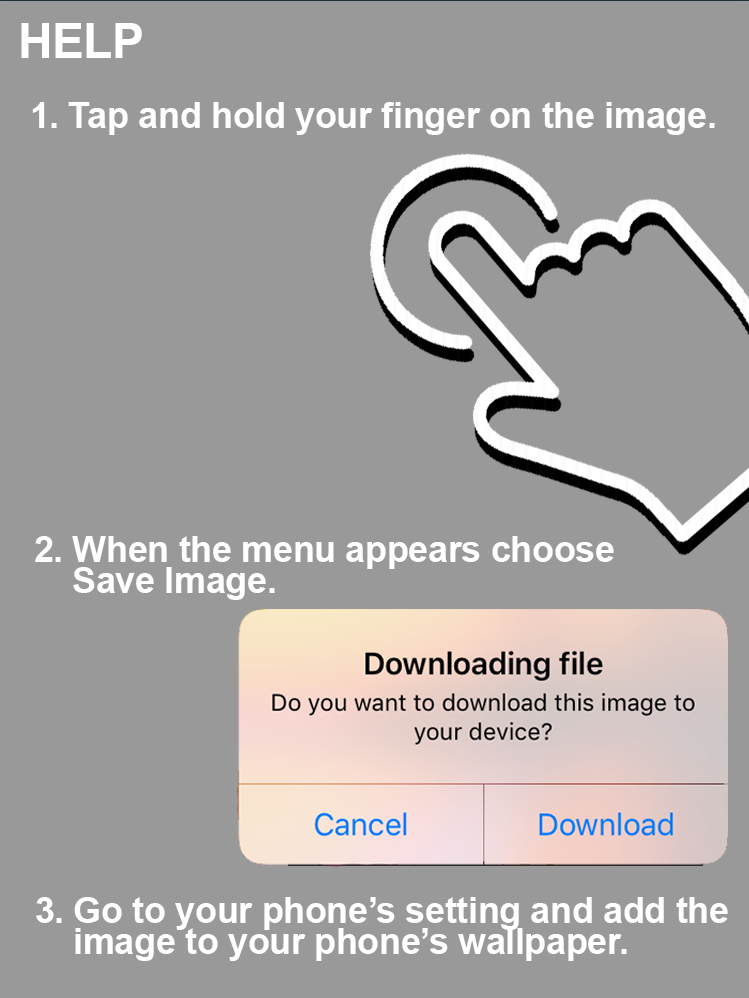 HELP
1. Tap and hold your finger on the image.
2. When the menu appears choose
Save Image.
Downloading file
Do you want to download this image to
your device?
Cancel
Download
3. Go to your phone’s setting and add the
image to your phone’s wallpaper.